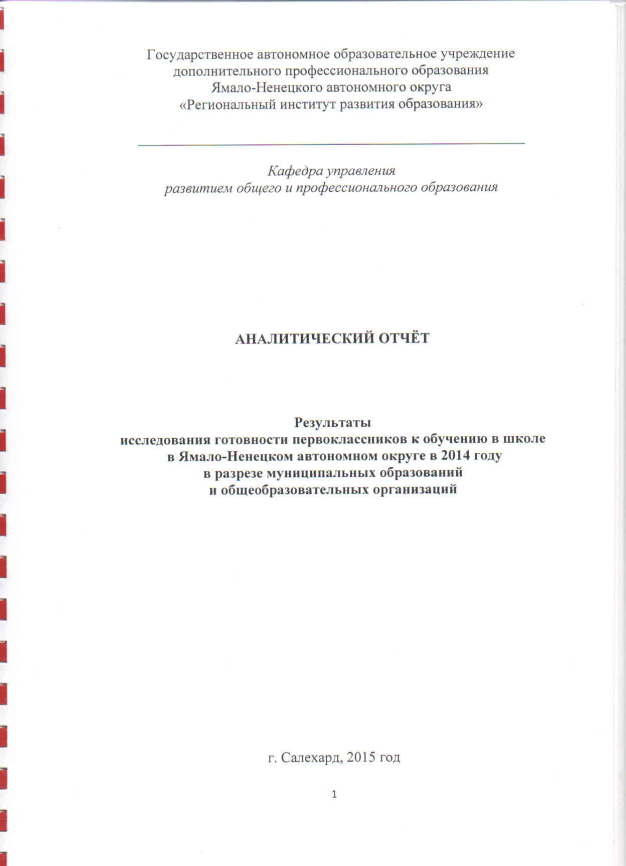 Государственное автономное образовательное учреждение
дополнительного профессионального образования
Ямало-Ненецкого автономного округа
«Региональный институт развития образования»
Кафедра управления
развитием общего и профессионального образования
АНАЛИТИЧЕСКИЙ ОТЧЁТ
Результаты
исследования готовности первоклассников к обучению в школе
в Ямало-Ненецком автономном округе в 2014 году
в разрезе муниципальных образований
и общеобразовательных организаций
г. Салехард, 2015 год
1